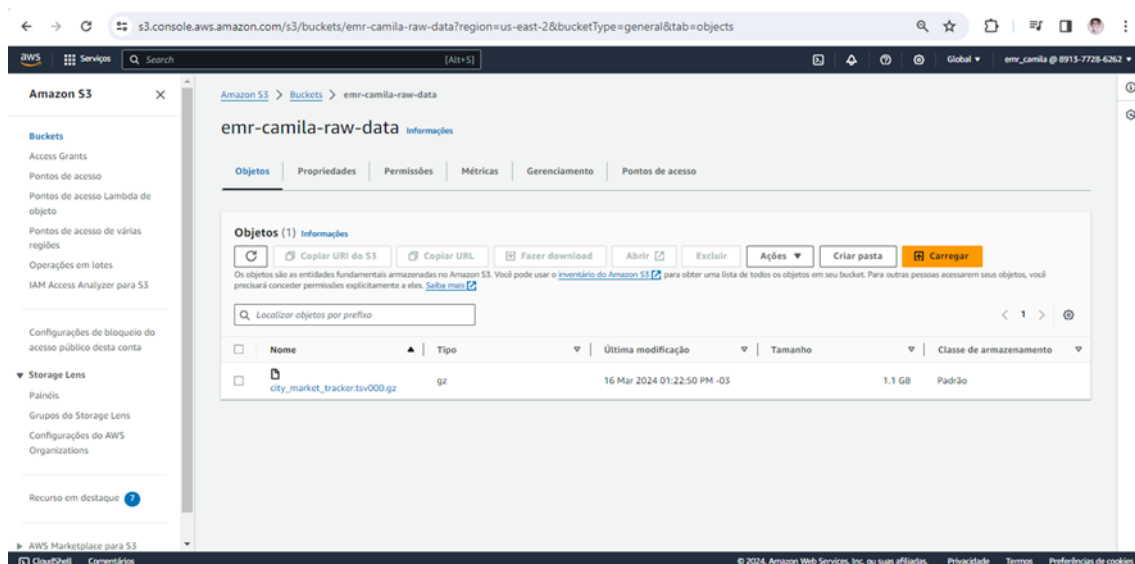 s3.console.aws.amazon.com/s3/buckets/emr-camila-raw-data?region=us-east-2&bucketType=general&tab=objects
aws Serviços Search [Alt+S] Global emr_camila @ 8913-7728-6262
Amazon S3
Buckets
Access Grants
Pontos de acesso
Pontos de acesso Lambda de
objeto
Pontos de acesso de várias
regiões
Operações em lotes
IAM Access Analyzer para S3
Configurações de bloqueio do
acesso público desta conta
Storage Lens
Painéis
Grupos do Storage Lens
Configurações do AWS
Organizations
Recurso em destaque 7
AWS Marketplace para S3
Amazon S3 > Buckets > emr-camila-raw-data
emr-camila-raw-data Informações
Objetos Propriedades Permissões Métricas Gerenciamento Pontos de acesso
Objetos (1) Informações
Copiar URI do S3 Copiar URL Fazer download Abrir Excluir Ações Criar pasta Carregar
Os objetos são as entidades fundamentais armazenadas no Amazon S3. Você pode usar o inventário do Amazon S3 para obter uma lista de todos os objetos em seu bucket. Para outras pessoas acessarem seus objetos, você
precisará conceder permissões explicitamente a eles. Saiba mais
Localizar objetos por prefixo
1
Nome Tipo Última modificação Tamanho Classe de armazenamento
city_market_tracker.tsv000.gz gz 16 Mar 2024 01:22:50 PM -03 1.1 GB Padrão
CloudShell Comentários © 2024, Amazon Web Services, Inc. ou suas afiliadas. Privacidade Termos Preferências de cookies